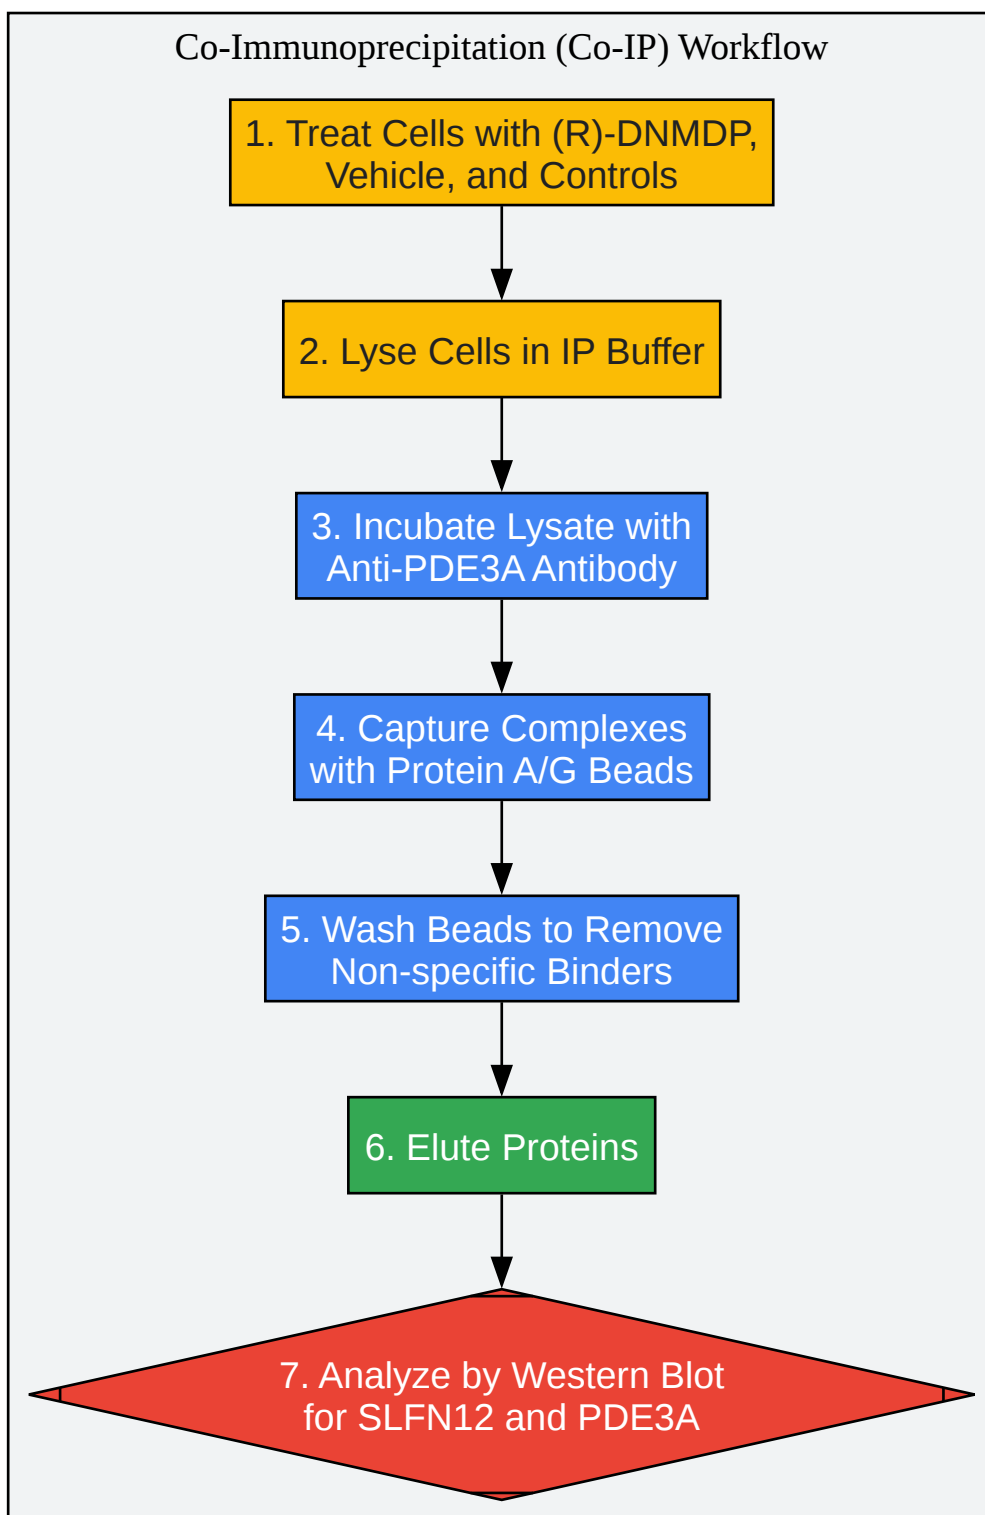 Co-Immunoprecipitation (Co-IP) Workflow
1. Treat Cells with (R)-DNMDP,
Vehicle, and Controls
2. Lyse Cells in IP Buffer
3. Incubate Lysate with
Anti-PDE3A Antibody
4. Capture Complexes
with Protein A/G Beads
5. Wash Beads to Remove
Non-specific Binders
6. Elute Proteins
7. Analyze by Western Blot
for SLFN12 and PDE3A